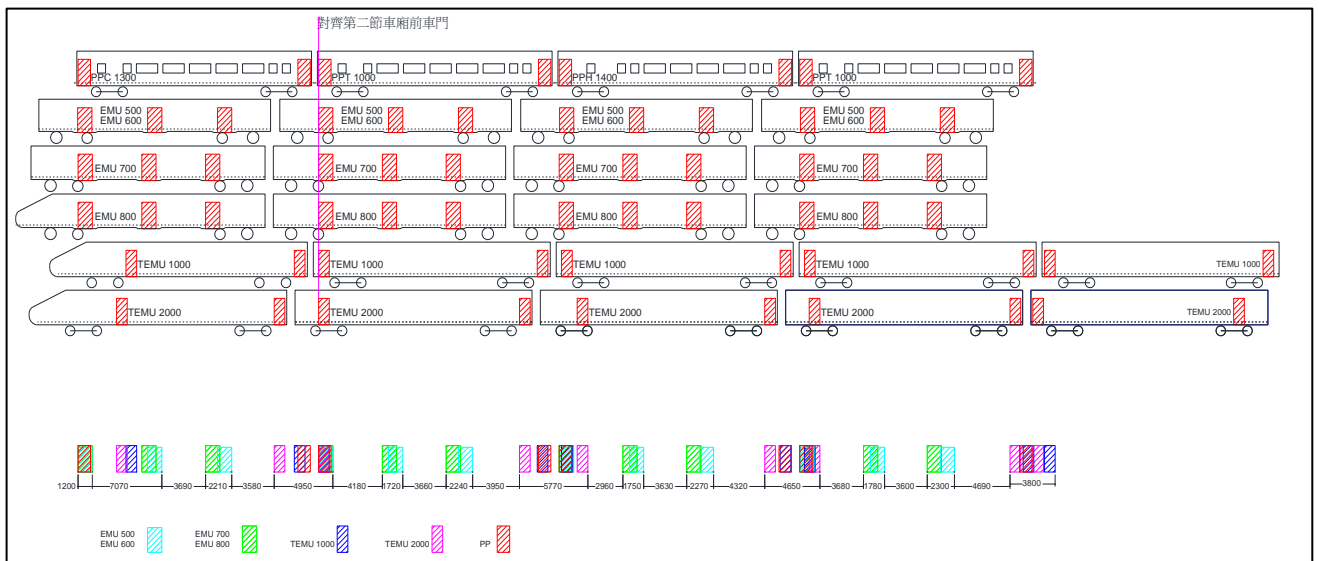 對齊第二節車廂前車門
PPC 1300
PPT 1000
PPH 1400
PPT 1000
EMU 500
EMU 600
EMU 500
EMU 600
EMU 500
EMU 600
EMU 500
EMU 600
EMU 700
EMU 700
EMU 700
EMU 700
EMU 800
EMU 800
EMU 800
EMU 800
TEMU 1000
TEMU 1000
TEMU 1000
TEMU 1000
TEMU 1000
TEMU 2000
TEMU 2000
TEMU 2000
TEMU 2000
TEMU 2000
1200 7070 3690 2210 3580 4950 4180 1720 3660 2240 3950 5770 2960 1750 3630 2270 4320 4650 3680 1780 3600 2300 4690 3800
EMU 500
EMU 600
EMU 700
EMU 800
TEMU 1000
TEMU 2000
PP